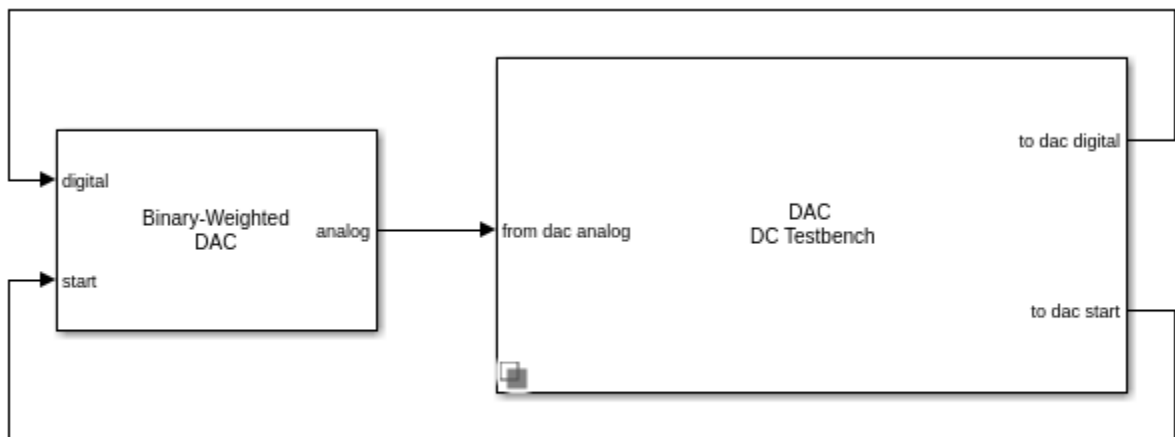 digital
start
Binary-Weighted
DAC
analog
from dac analog
DAC
DC Testbench
to dac digital
to dac start